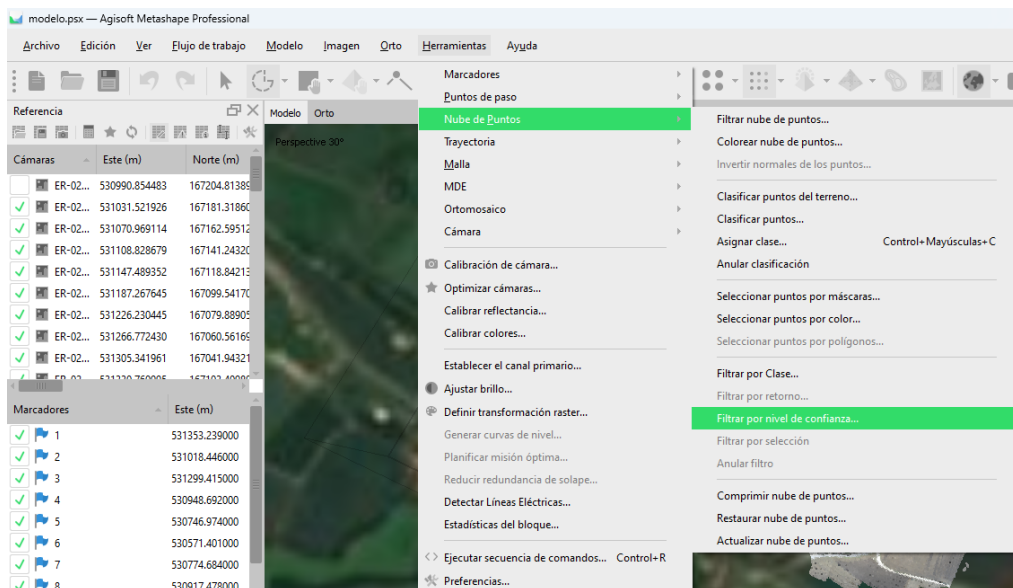 modelo.psx — Agisoft Metashape Professional
Archivo Edición Ver Flujo de trabajo Modelo Imagen Orto Herramientas Ayuda
Referencia
Modelo Orto
Perspective 30°
Cámaras Este (m) Norte (m)
ER-02... 530990.854483 167204.81389
ER-02... 531031.521926 167181.31860
ER-02... 531070.969114 167162.59512
ER-02... 531108.828679 167141.24320
ER-02... 531147.489352 167118.84213
ER-02... 531187.267645 167099.54170
ER-02... 531226.230445 167079.88905
ER-02... 531266.772430 167060.56169
ER-02... 531305.341961 167041.94321
Marcadores Este (m)
1 531353.239000
2 531018.446000
3 531299.415000
4 530948.692000
5 530746.974000
6 530571.401000
7 530774.684000
8 530917.478000
Marcadores
Puntos de paso
Nube de Puntos
Trayectoria
Malla
MDE
Ortomosaico
Cámara
Calibración de cámara...
Optimizar cámaras...
Calibrar reflectancia...
Calibrar colores...
Establecer el canal primario...
Ajustar brillo...
Definir transformación raster...
Generar curvas de nivel...
Planificar misión óptima...
Reducir redundancia de solape...
Detectar Líneas Eléctricas...
Estadísticas del bloque...
Ejecutar secuencia de comandos... Control+R
Preferencias...
Filtrar nube de puntos...
Colorear nube de puntos...
Invertir normales de los puntos...
Clasificar puntos del terreno...
Clasificar puntos...
Asignar clase... Control+Mayúsculas+C
Anular clasificación
Seleccionar puntos por máscaras...
Seleccionar puntos por color...
Seleccionar puntos por polígonos...
Filtrar por Clase...
Filtrar por retorno...
Filtrar por nivel de confianza...
Filtrar por selección
Anular filtro
Comprimir nube de puntos...
Restaurar nube de puntos...
Actualizar nube de puntos...